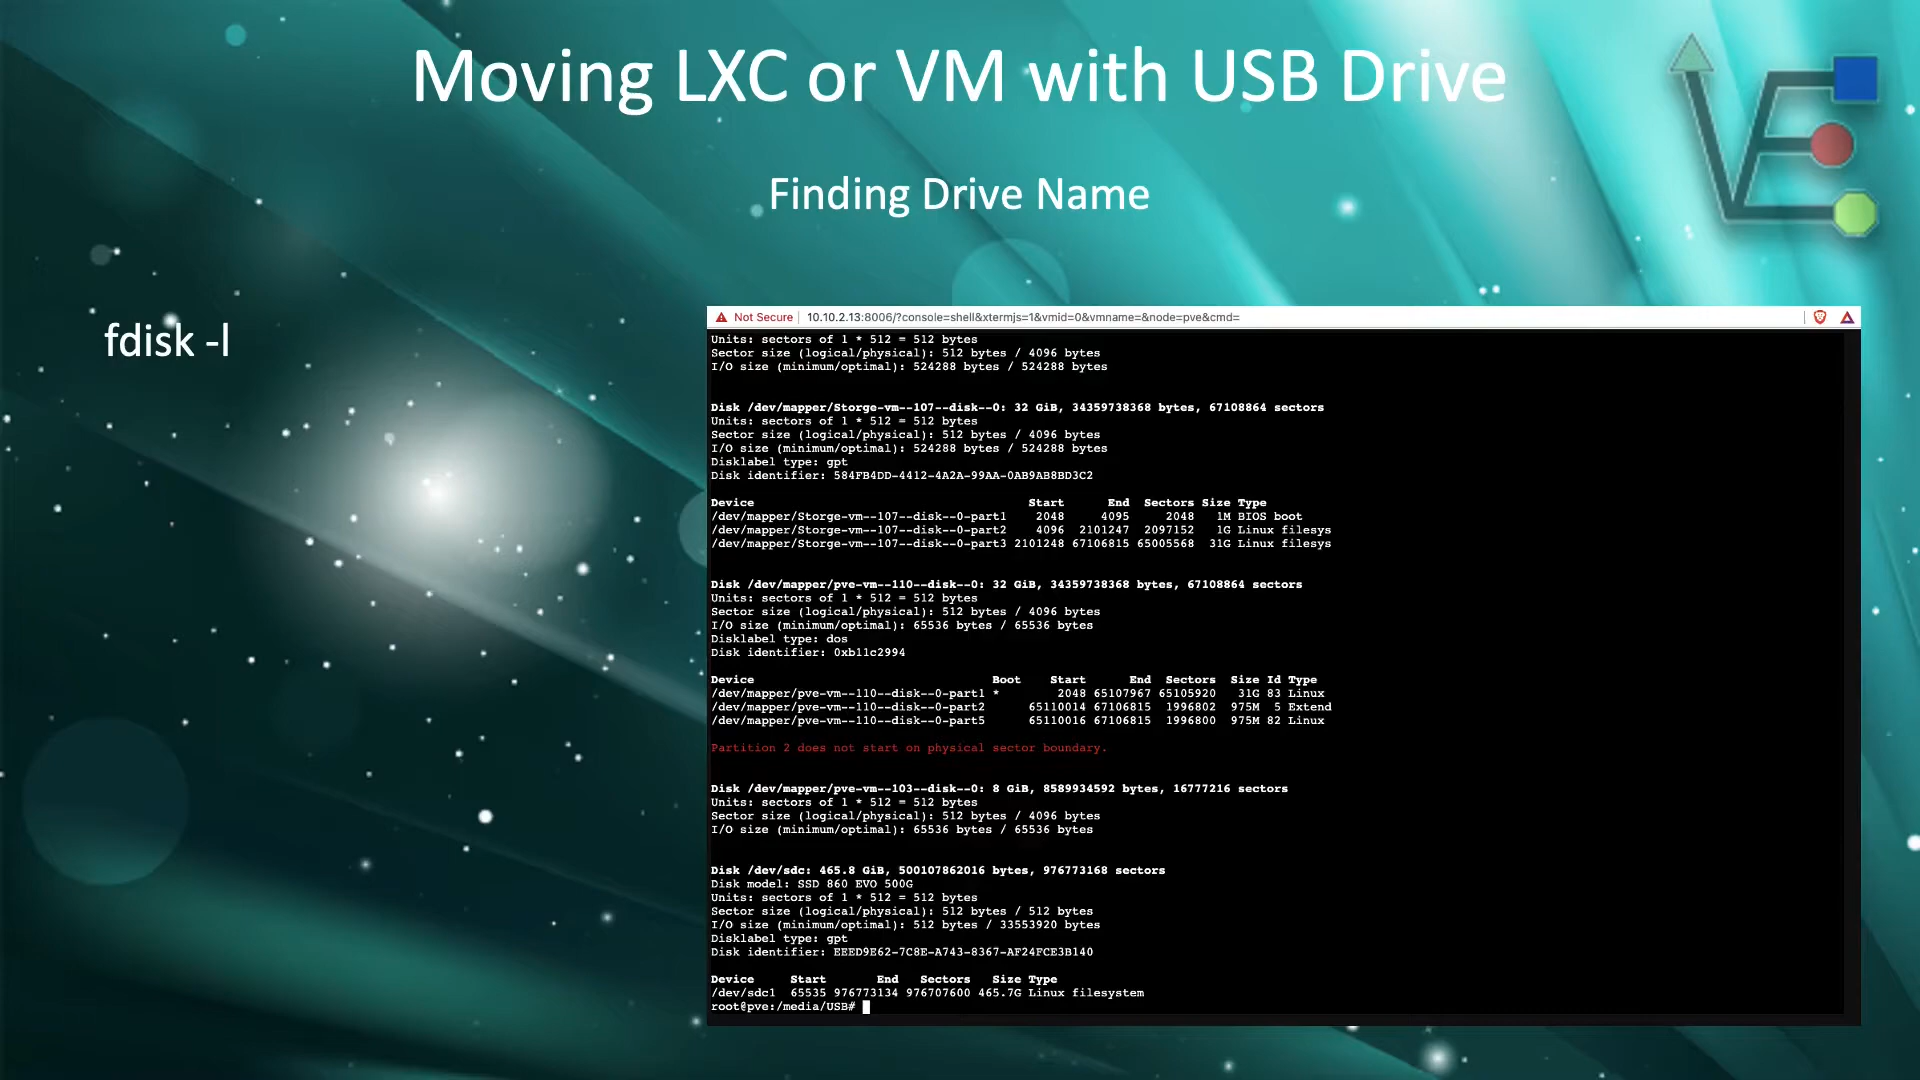 Moving LXC or VM with USB Drive
Finding Drive Name
fdisk -l
Not Secure | 10.10.2.13:8006/?console=shell&xtermjs=1&vmid=0&vmname=&node=pve&cmd=
Units: sectors of 1 * 512 = 512 bytes
Sector size (logical/physical): 512 bytes / 4096 bytes
I/O size (minimum/optimal): 524288 bytes / 524288 bytes
Disk /dev/mapper/Storge-vm--107--disk--0: 32 GiB, 34359738368 bytes, 67108864 sectors
Units: sectors of 1 * 512 = 512 bytes
Sector size (logical/physical): 512 bytes / 4096 bytes
I/O size (minimum/optimal): 524288 bytes / 524288 bytes
Disklabel type: gpt
Disk identifier: 584FB4DD-4412-4A2A-99AA-0AB9AB8BD3C2
Device Start End Sectors Size Type
/dev/mapper/Storge-vm--107--disk--0-part1 2048 4095 2048 1M BIOS boot
/dev/mapper/Storge-vm--107--disk--0-part2 4096 2101247 2097152 1G Linux filesys
/dev/mapper/Storge-vm--107--disk--0-part3 2101248 67106815 65005568 31G Linux filesys
Disk /dev/mapper/pve-vm--110--disk--0: 32 GiB, 34359738368 bytes, 67108864 sectors
Units: sectors of 1 * 512 = 512 bytes
Sector size (logical/physical): 512 bytes / 4096 bytes
I/O size (minimum/optimal): 65536 bytes / 65536 bytes
Disklabel type: dos
Disk identifier: 0xb11c2994
Device Boot Start End Sectors Size Id Type
/dev/mapper/pve-vm--110--disk--0-part1 * 2048 65107967 65105920 31G 83 Linux
/dev/mapper/pve-vm--110--disk--0-part2 65110014 67106815 1996802 975M 5 Extend
/dev/mapper/pve-vm--110--disk--0-part5 65110016 67106815 1996800 975M 82 Linux
Partition 2 does not start on physical sector boundary.
Disk /dev/mapper/pve-vm--103--disk--0: 8 GiB, 8589934592 bytes, 16777216 sectors
Units: sectors of 1 * 512 = 512 bytes
Sector size (logical/physical): 512 bytes / 4096 bytes
I/O size (minimum/optimal): 65536 bytes / 65536 bytes
Disk /dev/sdc: 465.8 GiB, 500107862016 bytes, 976773168 sectors
Disk model: SSD 860 EVO 500G
Units: sectors of 1 * 512 = 512 bytes
Sector size (logical/physical): 512 bytes / 512 bytes
I/O size (minimum/optimal): 512 bytes / 33553920 bytes
Disklabel type: gpt
Disk identifier: EEED9E62-7C8E-A743-8367-AF24FCE3B140
Device Start End Sectors Size Type
/dev/sdc1 65535 976773134 976707600 465.7G Linux filesystem
root@pve:/media/USB#